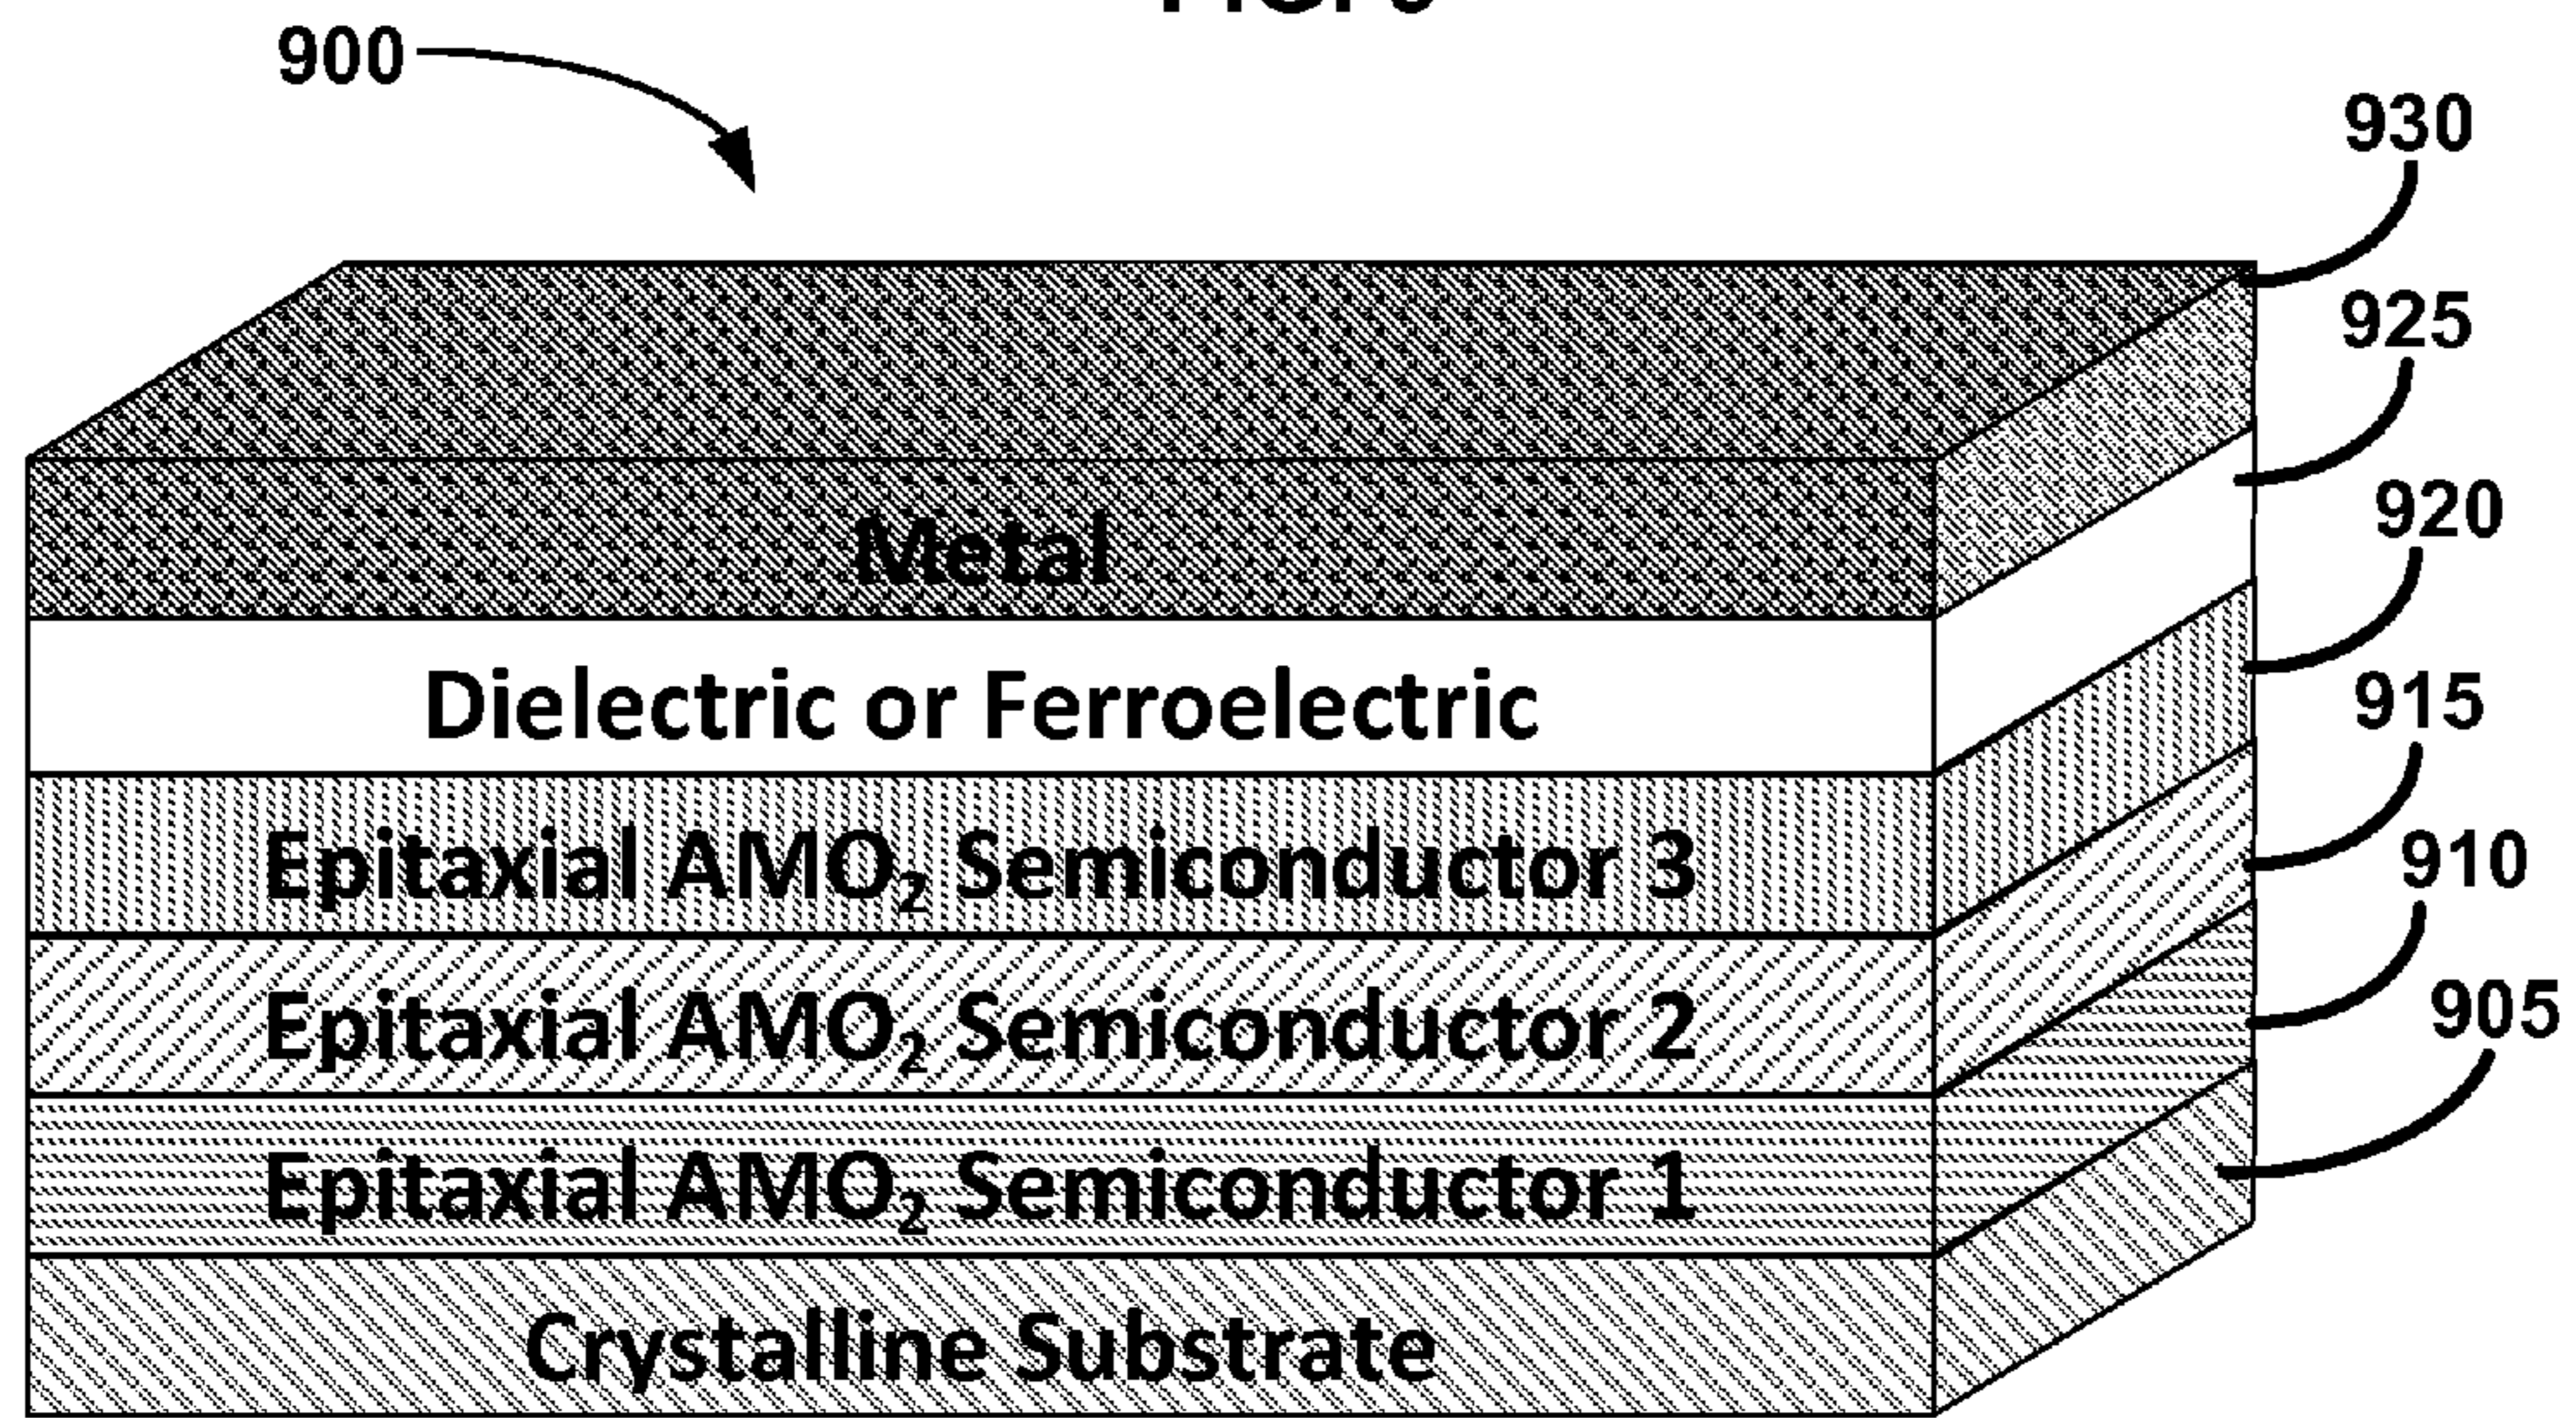 900
930
925
920
915
910
905
Metal
Dielectric or Ferroelectric
Epitaxial AMO₂ Semiconductor 3
Epitaxial AMO₂ Semiconductor 2
Epitaxial AMO₂ Semiconductor 1
Crystalline Substrate